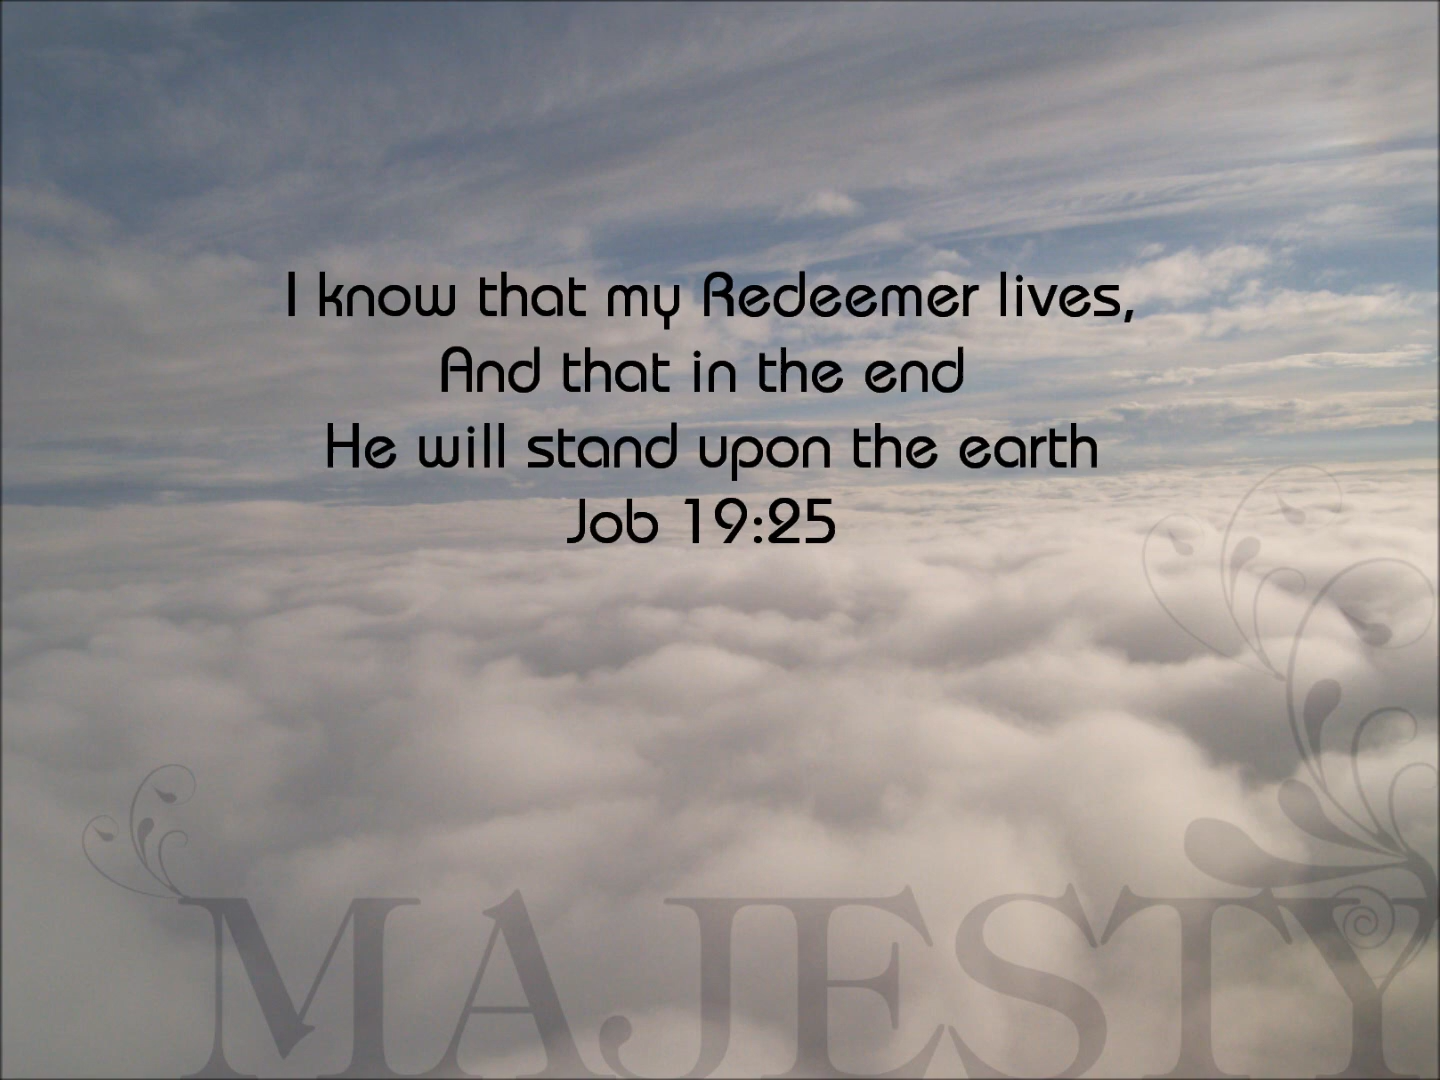 I know that my Redeemer lives,
And that in the end
He will stand upon the earth
Job 19:25
MAJESTY